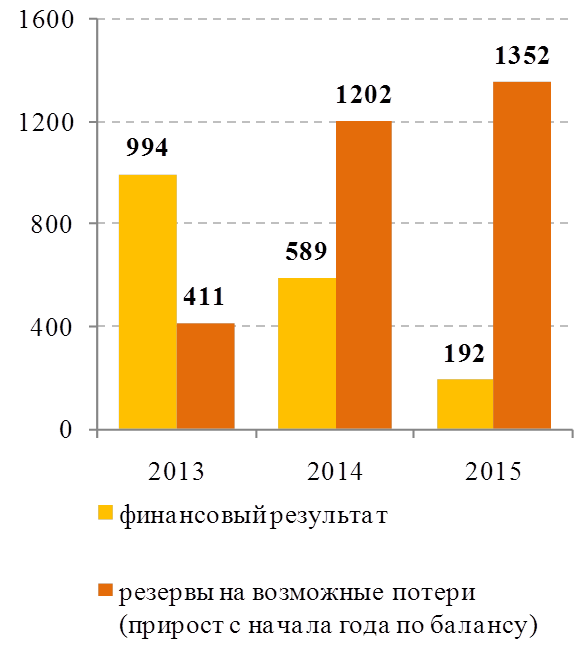 1600
1352
1202
1200
994
800
589
411
400
192
0
2013 2014 2015
финансовый результат
резервы на возможные потери
(прирост с начала года по балансу)